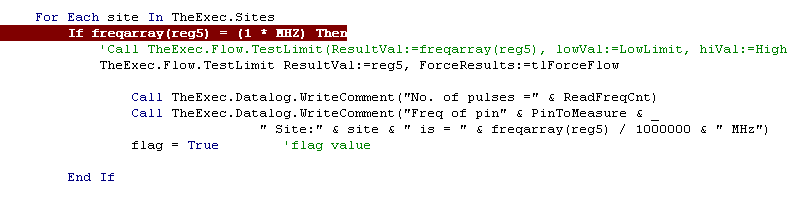 For Each site In TheExec.Sites
If freqarray(reg5) = (1 * MHZ) Then
'Call TheExec.Flow.TestLimit(ResultVal:=freqarray(reg5), lowVal:=LowLimit, hiVal:=High
TheExec.Flow.TestLimit ResultVal:=reg5, ForceResults:=tlForceFlow
Call TheExec.Datalog.WriteComment("No. of pulses =" & ReadFreqCnt)
Call TheExec.Datalog.WriteComment("Freq of pin" & PinToMeasure & _
" Site:" & site & " is = " & freqarray(reg5) / 1000000 & " MHz")
flag = True 'flag value
End If